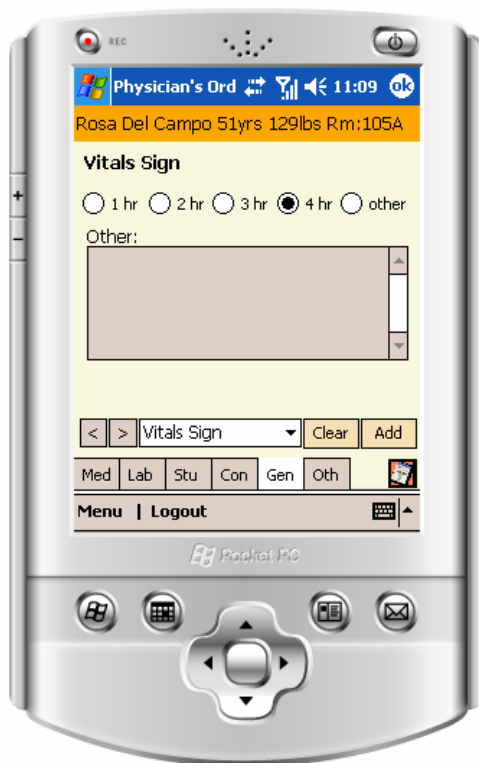 REC
Physician's Ord 11:09 ok
Rosa Del Campo 51yrs 129lbs Rm:105A
Vitals Sign
1 hr 2 hr 3 hr 4 hr other
Other:
< > Vitals Sign Clear Add
Med Lab Stu Con Gen Oth
Menu | Logout
Pocket PC